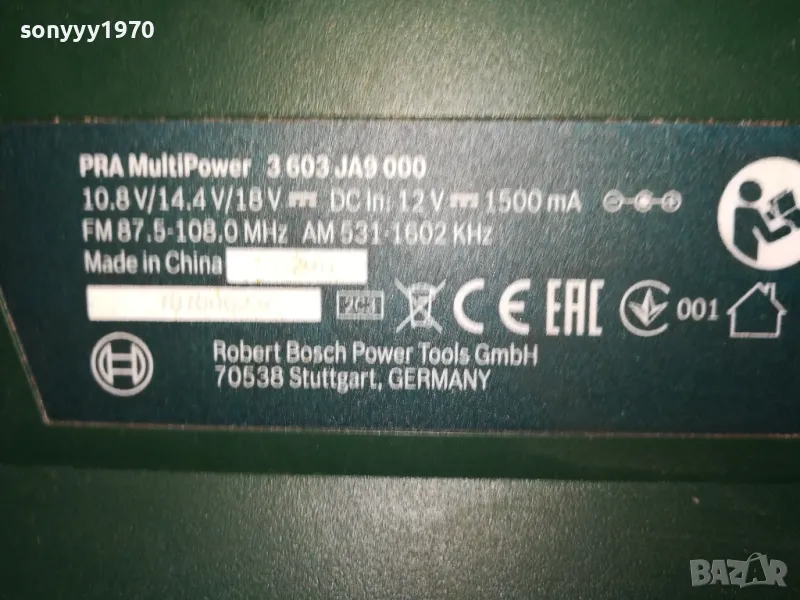 sonyyy1970
PRA MultiPower 3 603 JA9 000
10.8 V/14.4 V/18 V DC In: 12 V 1500 mA
FM 87.5-108.0 MHz AM 531-1602 KHz
Made in China
CE EAC 001
Robert Bosch Power Tools GmbH
70538 Stuttgart, GERMANY
BAZAR